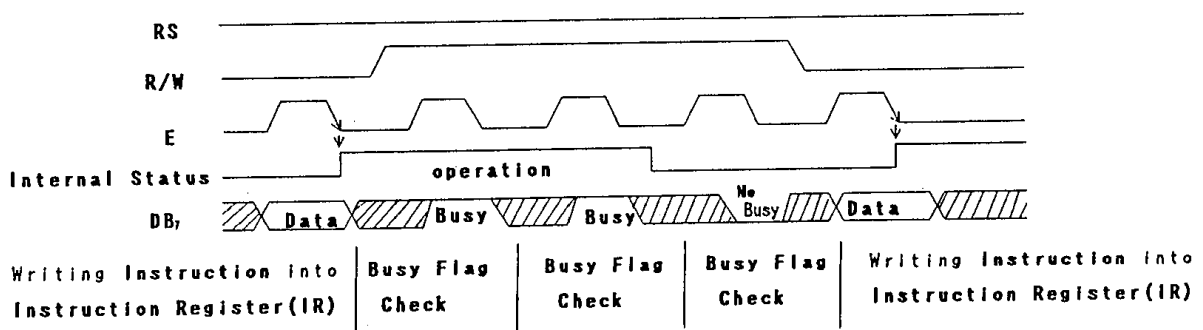 RS
R/W
E
Internal Status
operation
DB₇
Data
Busy
Busy
No
Busy
Data
Writing Instruction into
Instruction Register(IR)
Busy Flag
Check
Busy Flag
Check
Busy Flag
Check
Writing Instruction into
Instruction Register(IR)